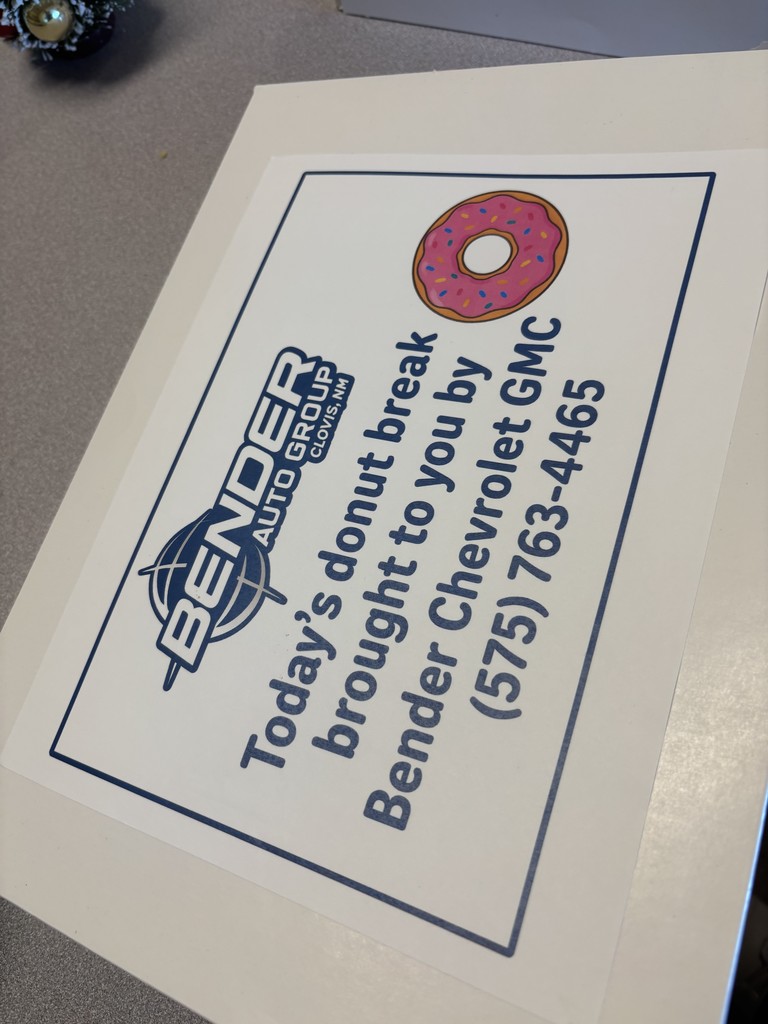 BENDER
AUTO GROUP
CLOVIS, NM
Today's donut break
brought to you by
Bender Chevrolet GMC
(575) 763-4465